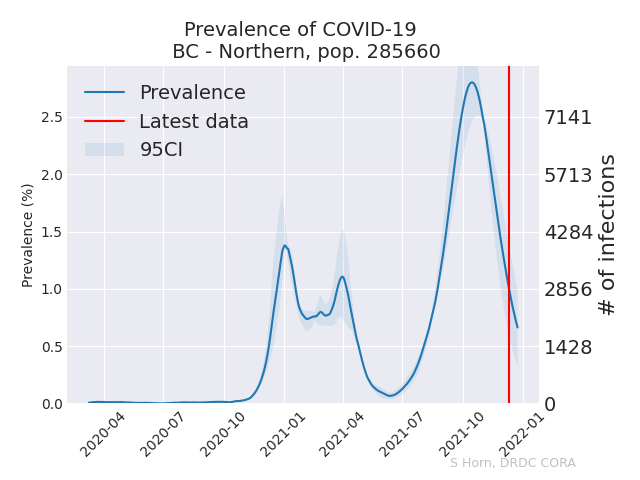 Prevalence of COVID-19
BC - Northern, pop. 285660
Prevalence
Latest data
95CI
Prevalence (%)
2.5
2.0
1.5
1.0
0.5
0.0
7141
5713
4284
2856
1428
0
# of infections
2020-04
2020-07
2020-10
2021-01
2021-04
2021-07
2021-10
2022-01
S Horn, DRDC CORA